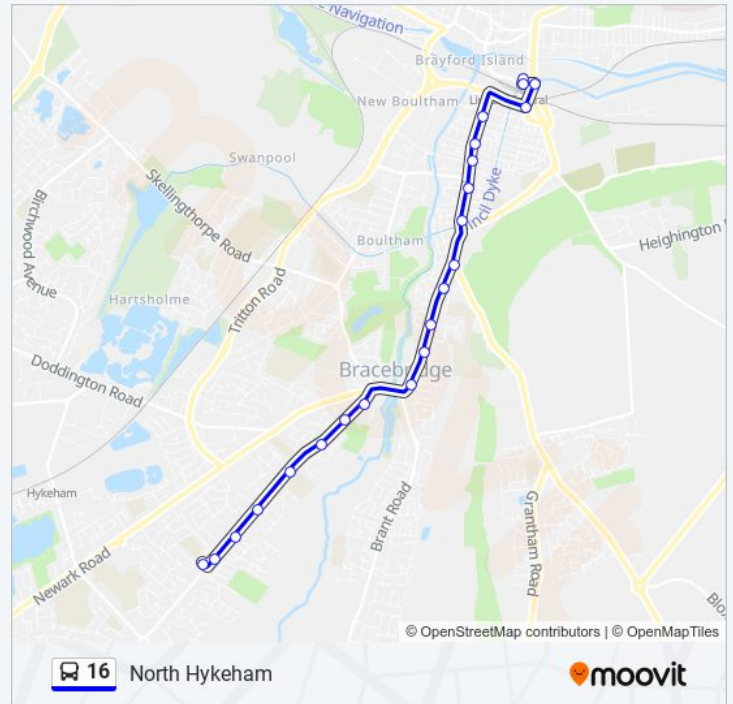 Navigation
Brayford Island
New Boultham
Swanpool
Skellingthorpe Road
Birchwood Avenue
Boultham
Heighington
Hartsholme
Tritton Road
Doddington Road
Bracebridge
Hykeham
Brant Road
Grantham Road
Newark Road
© OpenStreetMap contributors | © OpenMapTiles
16 North Hykeham
moovit